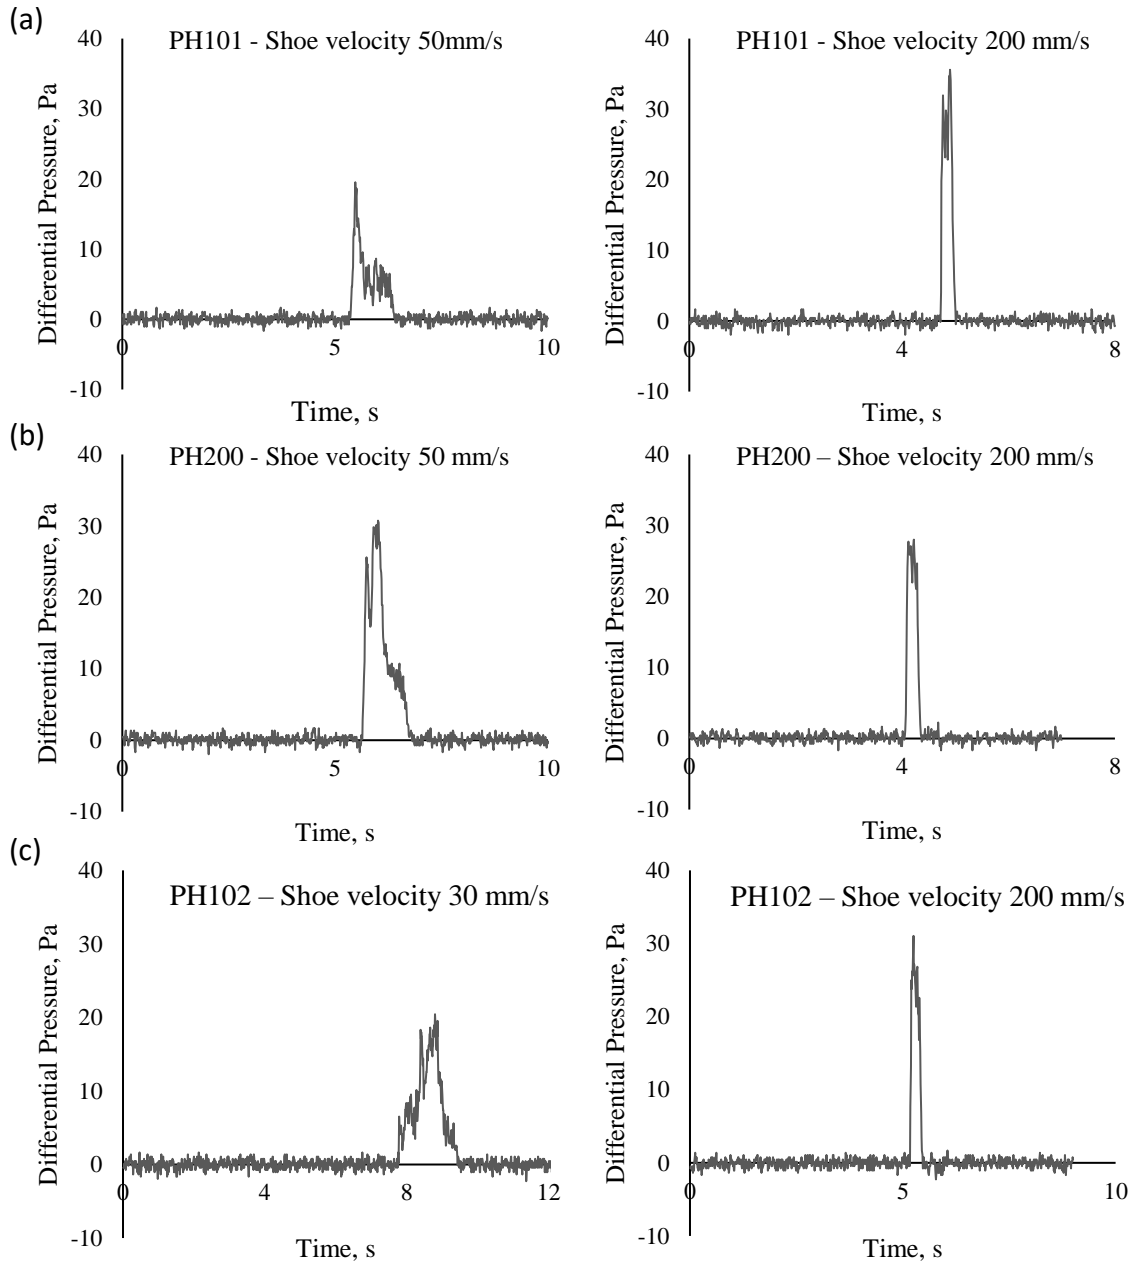 (a)
PH101 - Shoe velocity 50mm/s
Differential Pressure, Pa
40
30
20
10
0
-10
0
5
10
Time, s
PH101 - Shoe velocity 200 mm/s
Differential Pressure, Pa
40
30
20
10
0
-10
0
4
8
Time, s
(b)
PH200 - Shoe velocity 50 mm/s
Differential Pressure, Pa
40
30
20
10
0
-10
0
5
10
Time, s
PH200 – Shoe velocity 200 mm/s
Differential Pressure, Pa
40
30
20
10
0
-10
0
4
8
Time, s
(c)
PH102 – Shoe velocity 30 mm/s
Differential Pressure, Pa
40
30
20
10
0
-10
0
4
8
12
Time, s
PH102 – Shoe velocity 200 mm/s
Differential Pressure, Pa
40
30
20
10
0
-10
0
5
10
Time, s